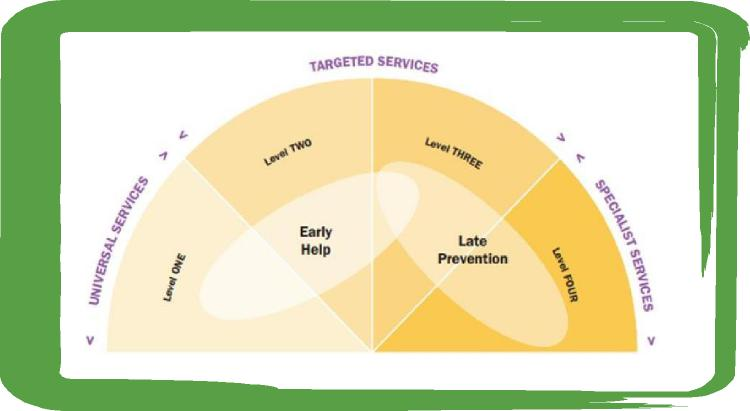 TARGETED SERVICES
UNIVERSAL SERVICES
SPECIALIST SERVICES
Level ONE
Level TWO
Level THREE
Level FOUR
Early
Help
Late
Prevention